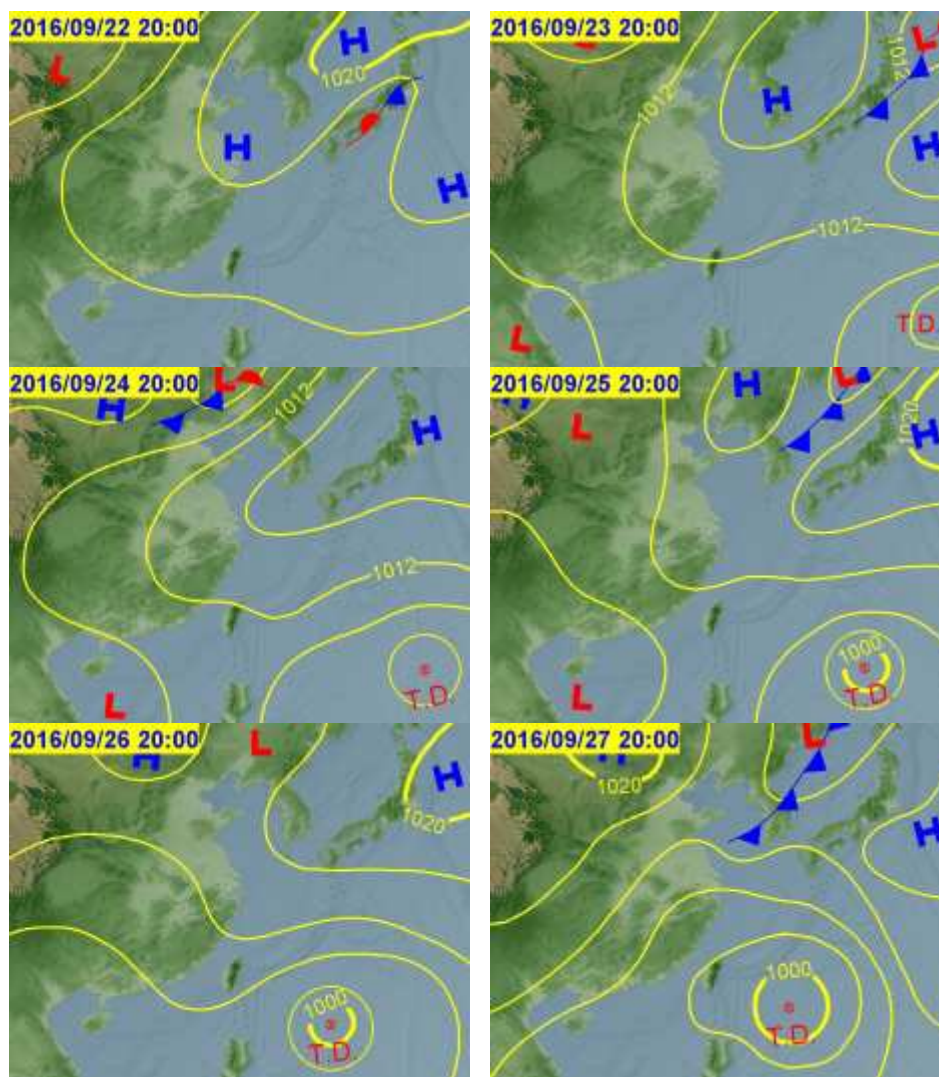 2016/09/22 20:00
H
L
1020
H
H
2016/09/23 20:00
L
1012
1012
H
H
1012
T.D.
L
2016/09/24 20:00
L
H
1012
H
1012
T.D.
L
2016/09/25 20:00
H
L
H
L
1020
H
1000
T.D.
L
2016/09/26 20:00
H
L
H
1020
1000
T.D.
2016/09/27 20:00
H
L
1020
H
1000
T.D.